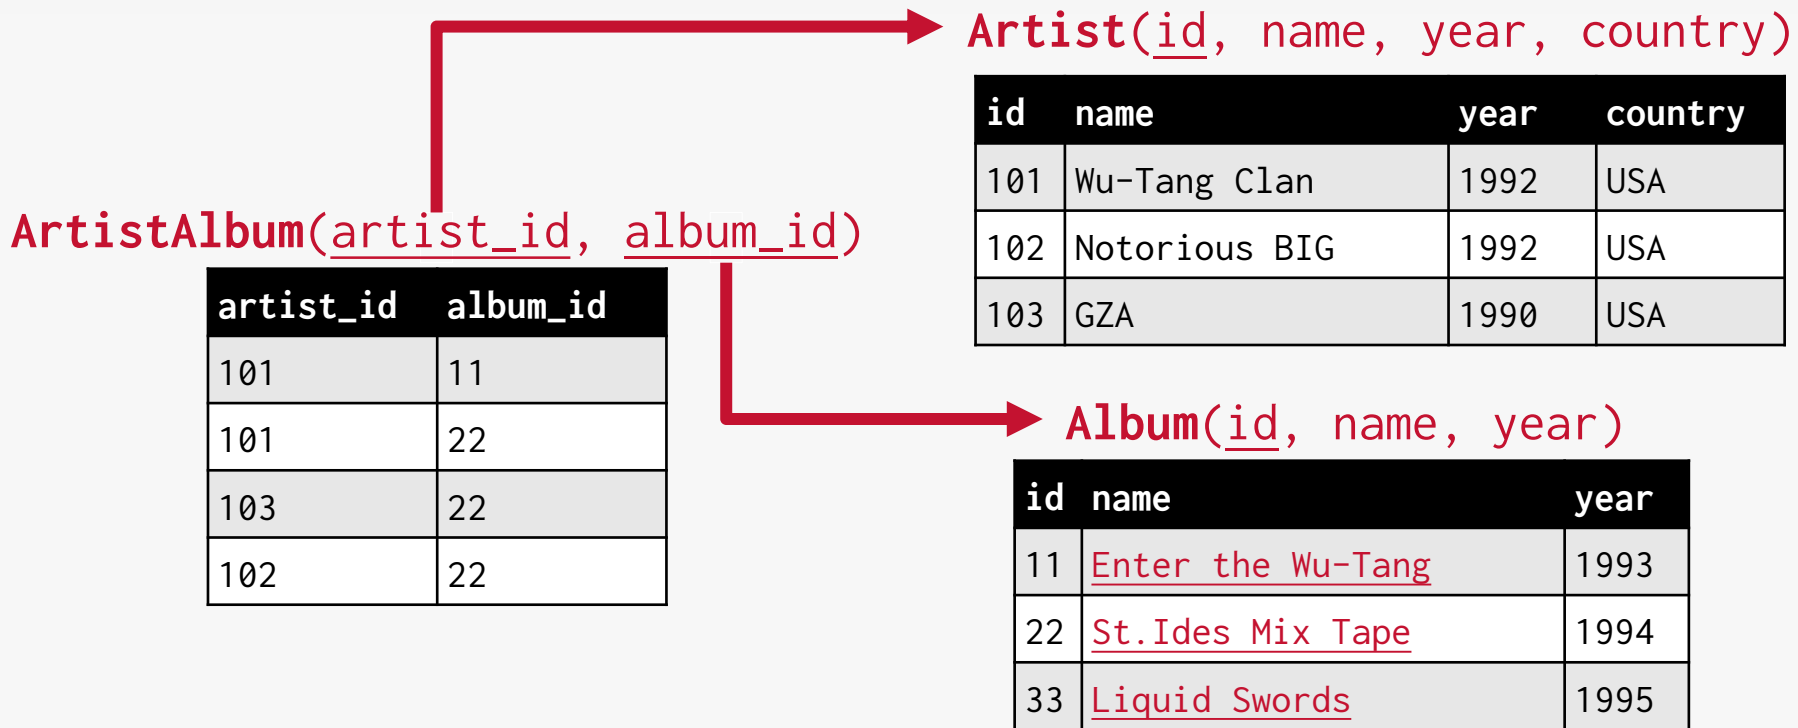 Artist(id, name, year, country)
id name year country
101 Wu-Tang Clan 1992 USA
102 Notorious BIG 1992 USA
103 GZA 1990 USA
ArtistAlbum(artist_id, album_id)
artist_id album_id
101 11
101 22
103 22
102 22
Album(id, name, year)
id name year
11 Enter the Wu-Tang 1993
22 St.Ides Mix Tape 1994
33 Liquid Swords 1995